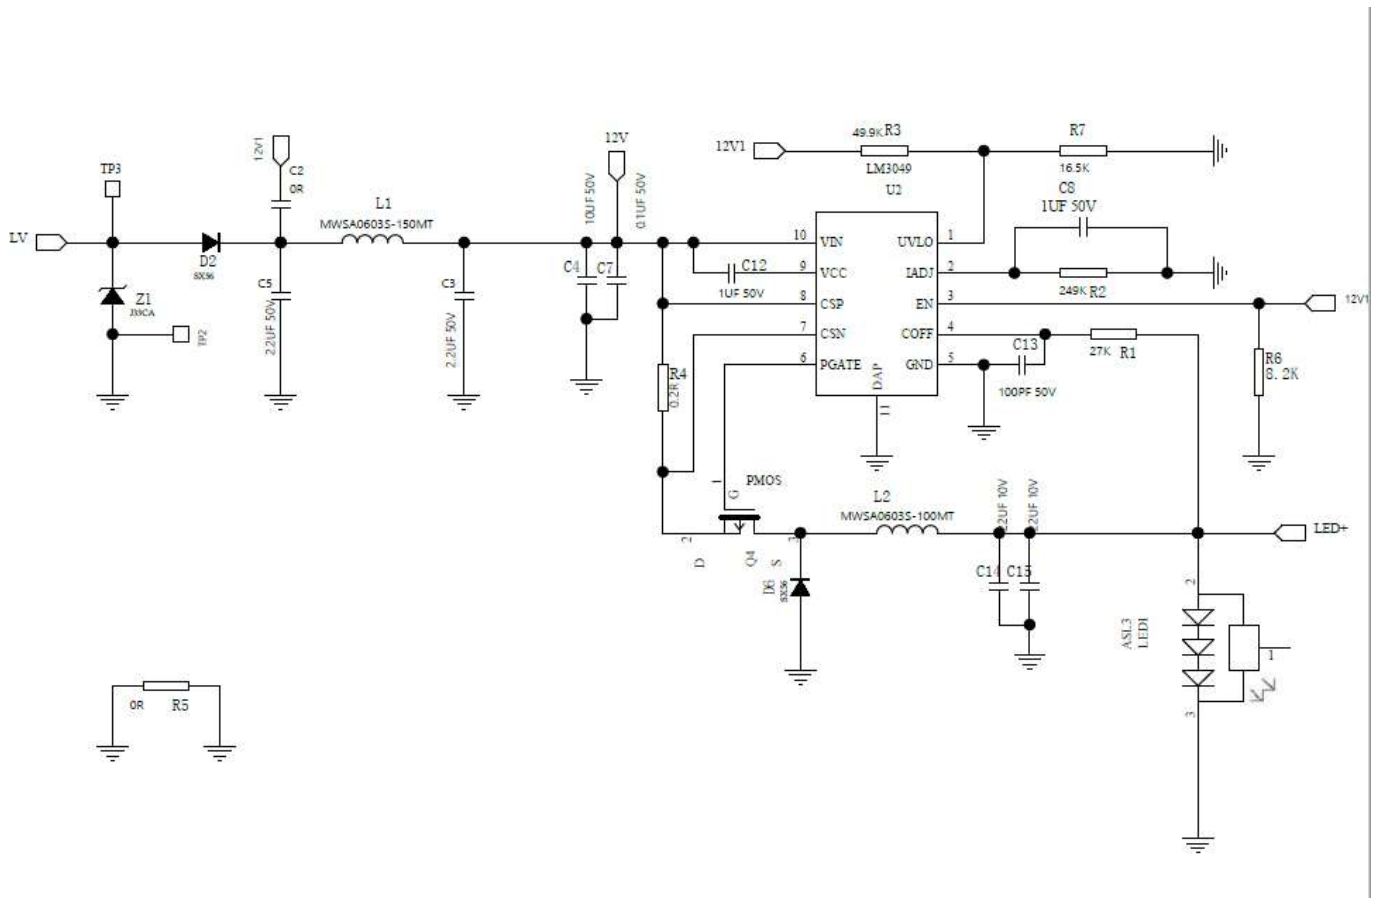 LV
TP3
Z1
J33CA
TP2
D2
SX56
12V1
C2
0R
C5
2.2UF 50V
L1
MWSA0603S-150MT
C3
2.2UF 50V
10UF 50V
C4
12V
0.1UF 50V
C7
C12
1UF 50V
R4
0.2R
12V1
49.9K R3
LM3049
U2
R7
16.5K
C8
1UF 50V
249K R2
10 VIN
9 VCC
8 CSP
7 CSN
6 PGATE
UVLO 1
IADJ 2
EN 3
COFF 4
GND 5
DAP
11
12V1
C13
100PF 50V
27K R1
R6
8.2K
PMOS
1
G
2
D
Q4
S
3
D6
SX56
L2
MWSA0603S-100MT
22UF 10V
22UF 10V
C14
C15
LED+
ASL3
LED1
2
1
3
0R R5